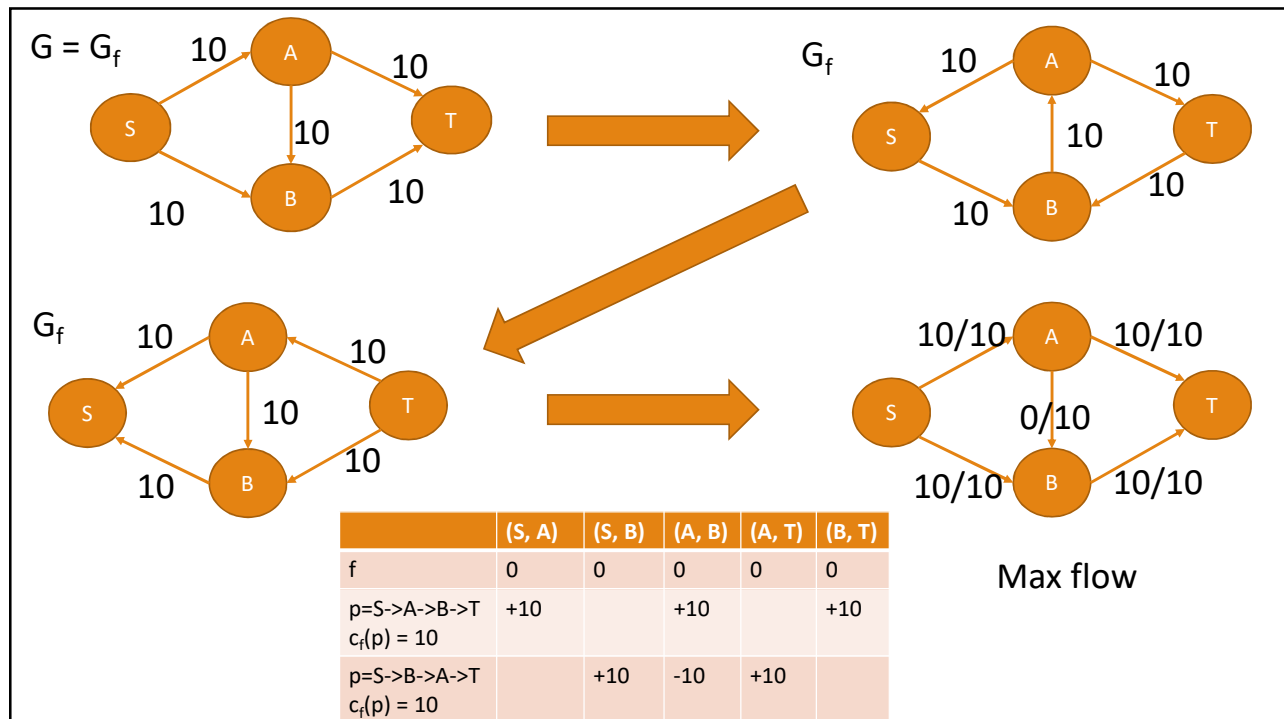 G = Gf
10
A
10
S
10
T
B
10
10
Gf
10
A
10
S
10
T
B
10
10
Gf
10
A
10
S
10
T
B
10
10
10/10
A
10/10
S
0/10
T
B
10/10
10/10
Max flow
(S, A) (S, B) (A, B) (A, T) (B, T)
f 0 0 0 0 0
p=S->A->B->T +10 +10 +10
cf(p) = 10
p=S->B->A->T +10 -10 +10
cf(p) = 10